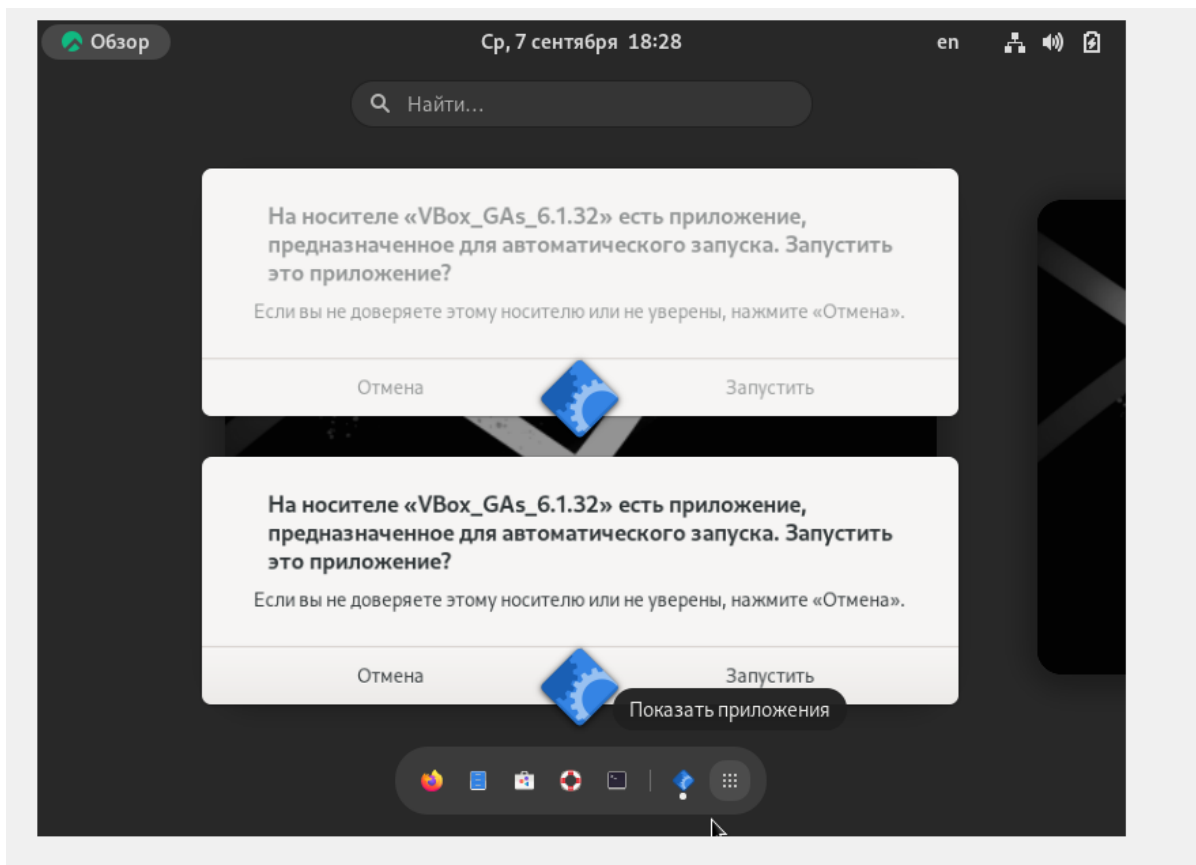 Обзор
Ср, 7 сентября 18:28
en
Найти...
На носителе «VBox_GAs_6.1.32» есть приложение,
предназначенное для автоматического запуска. Запустить
это приложение?
Если вы не доверяете этому носителю или не уверены, нажмите «Отмена».
Отмена
Запустить
На носителе «VBox_GAs_6.1.32» есть приложение,
предназначенное для автоматического запуска. Запустить
это приложение?
Если вы не доверяете этому носителю или не уверены, нажмите «Отмена».
Отмена
Запустить
Показать приложения